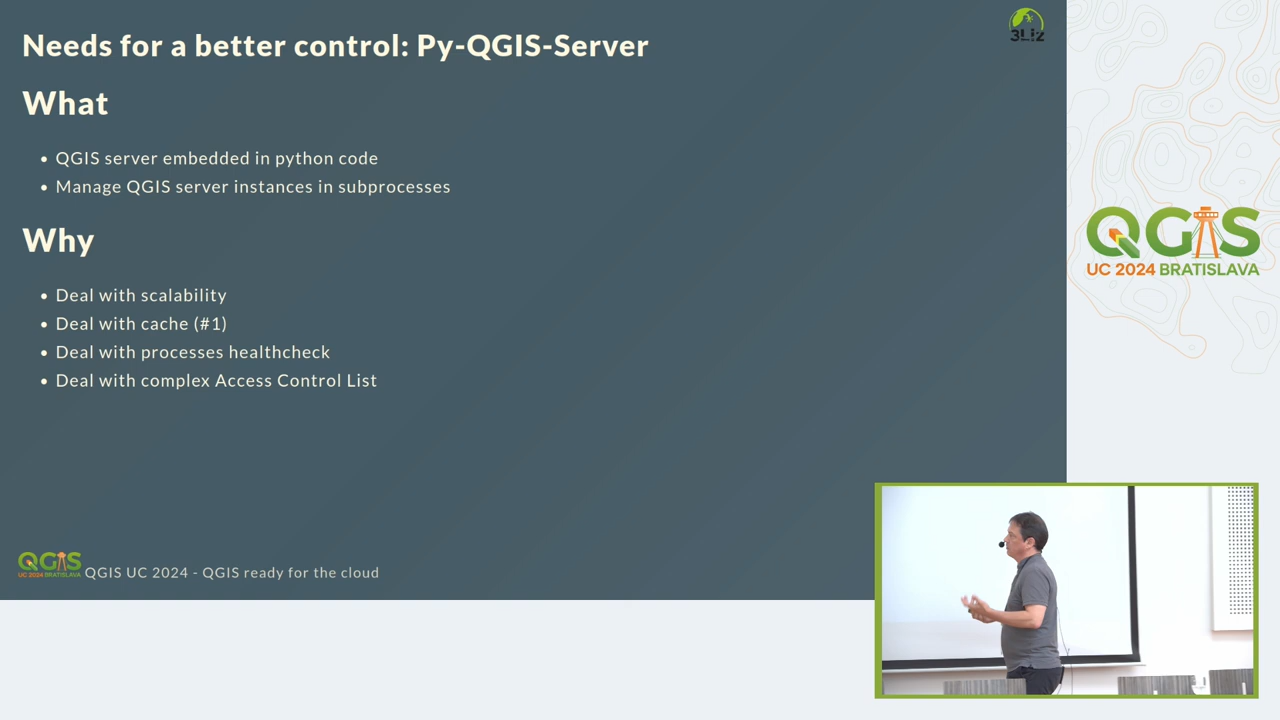 Needs for a better control: Py-QGIS-Server
3Liz
What
• QGIS server embedded in python code
• Manage QGIS server instances in subprocesses
Why
• Deal with scalability
• Deal with cache (#1)
• Deal with processes healthcheck
• Deal with complex Access Control List
QGIS
UC 2024 BRATISLAVA
QGIS UC 2024 - QGIS ready for the cloud
QGIS
UC 2024 BRATISLAVA